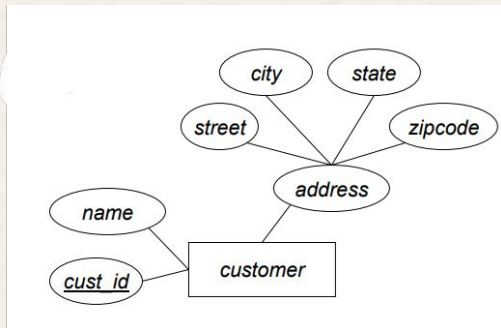 city
state
street
zipcode
address
name
customer
cust_id